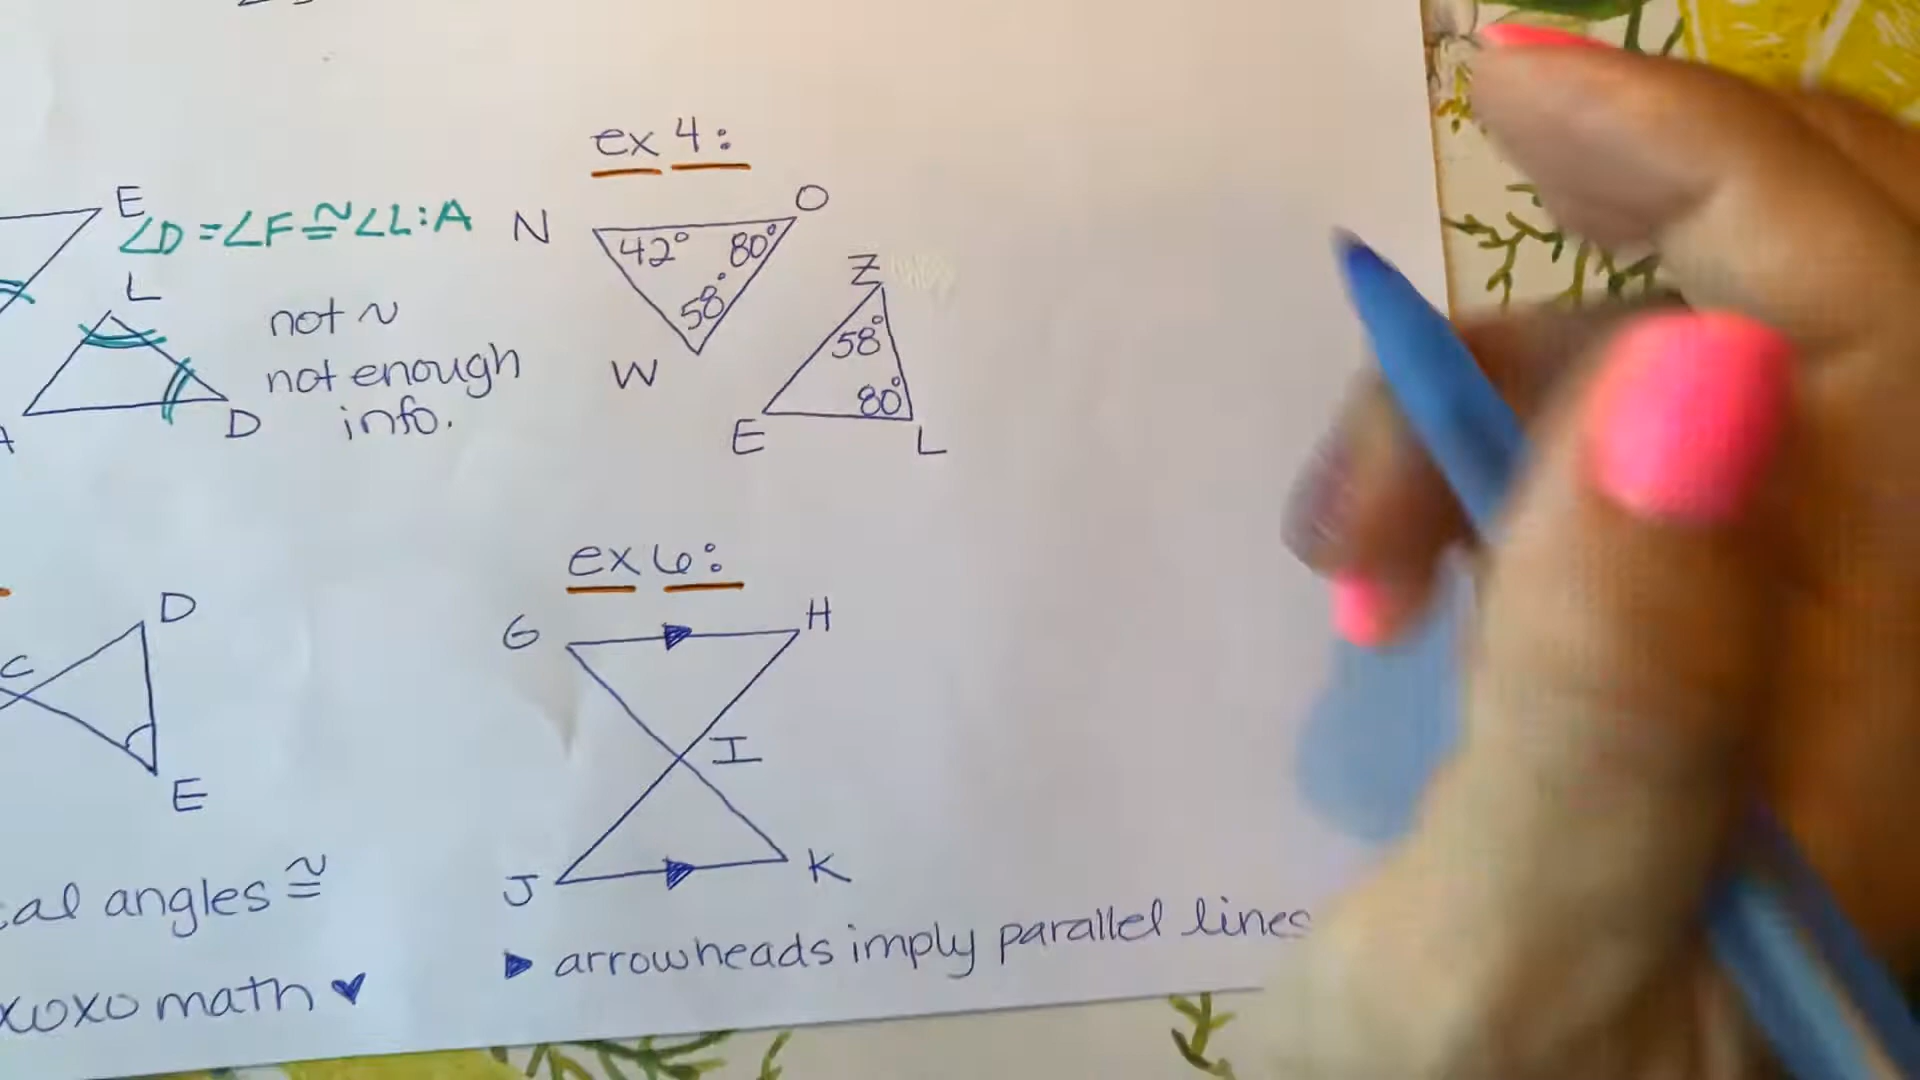 ex 4:
E
∠D = ∠F ≅ ∠L : A
N
O
42°
80°
58°
W
L
not ~
not enough
info.
D
Z
58°
80°
E
L
ex 6:
D
C
E
G
H
I
J
K
angles ≅
▶ arrowheads imply parallel lines
xoxo math ♥